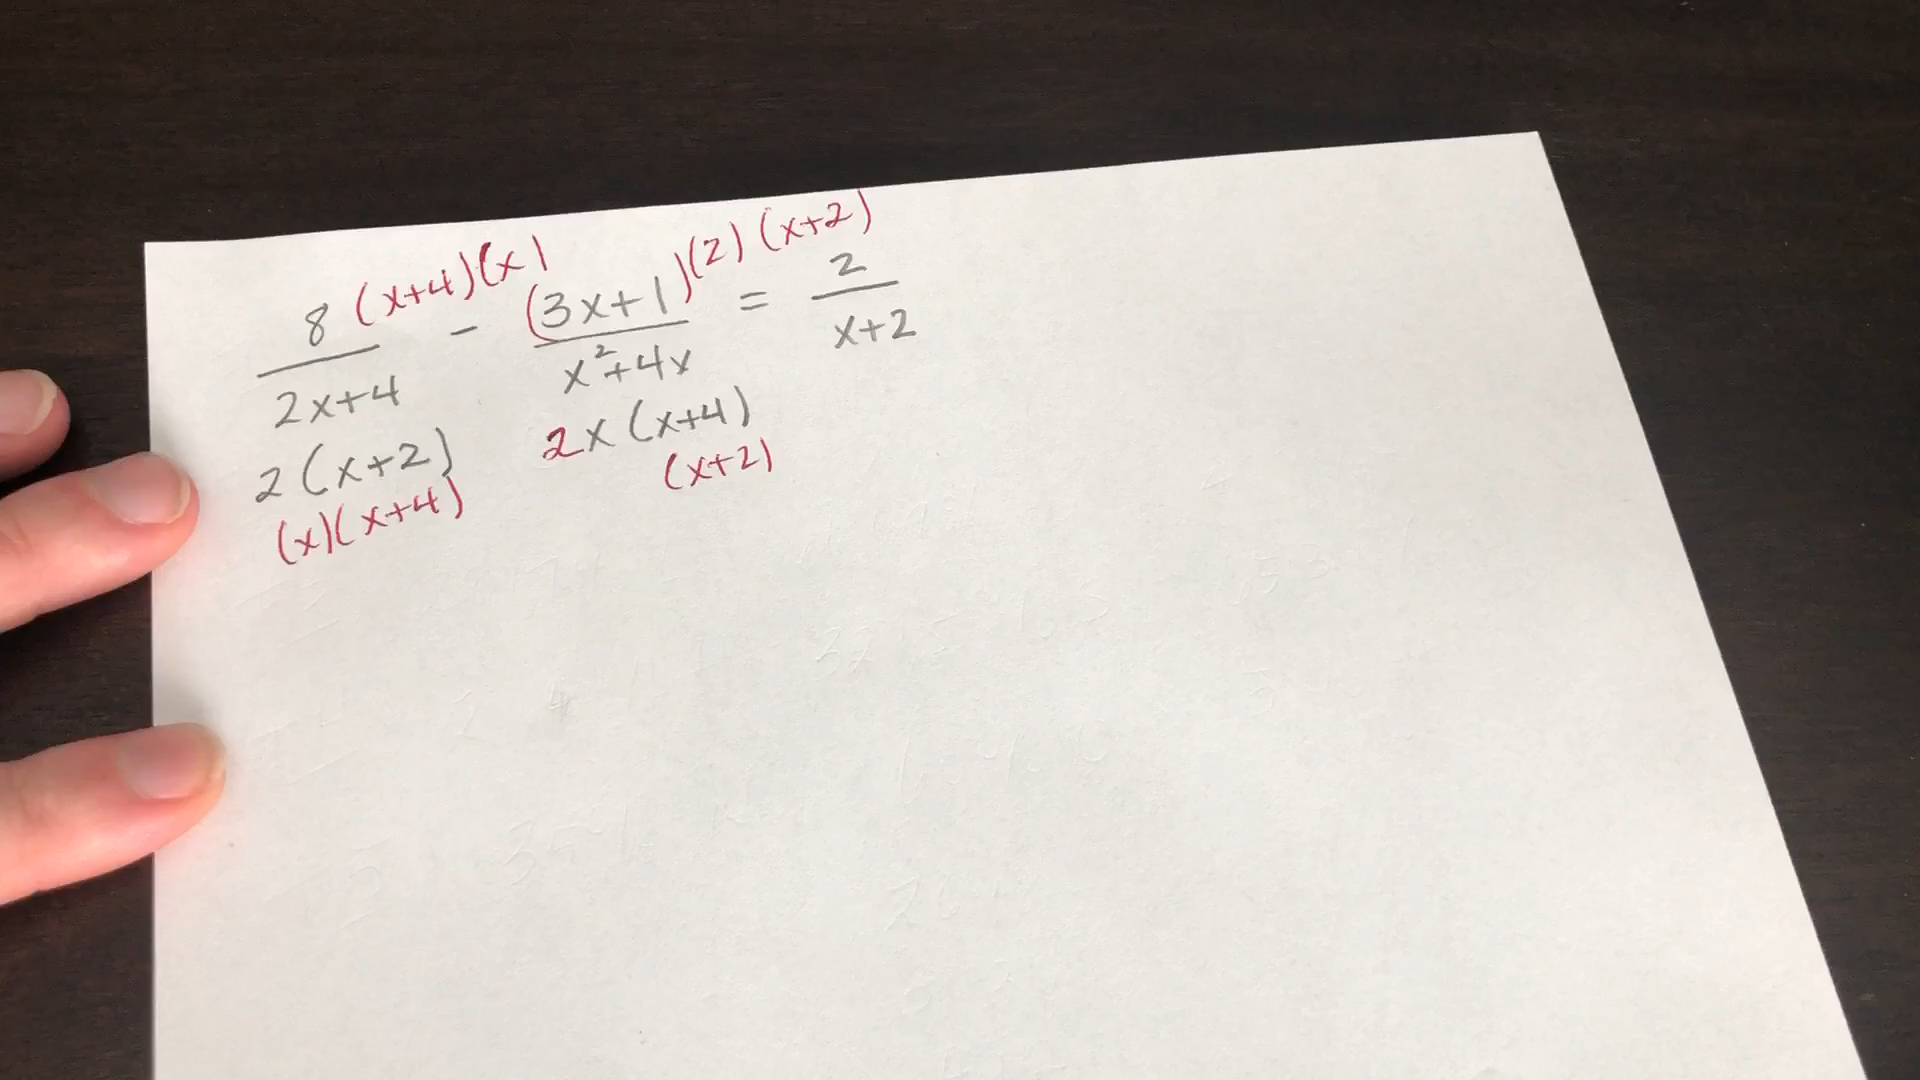 8 (x+4)(x) - (3x+1)(2)(x+2) = 2
2x+4 x²+4x x+2
2(x+2) 2x(x+4)
(x)(x+4) (x+2)